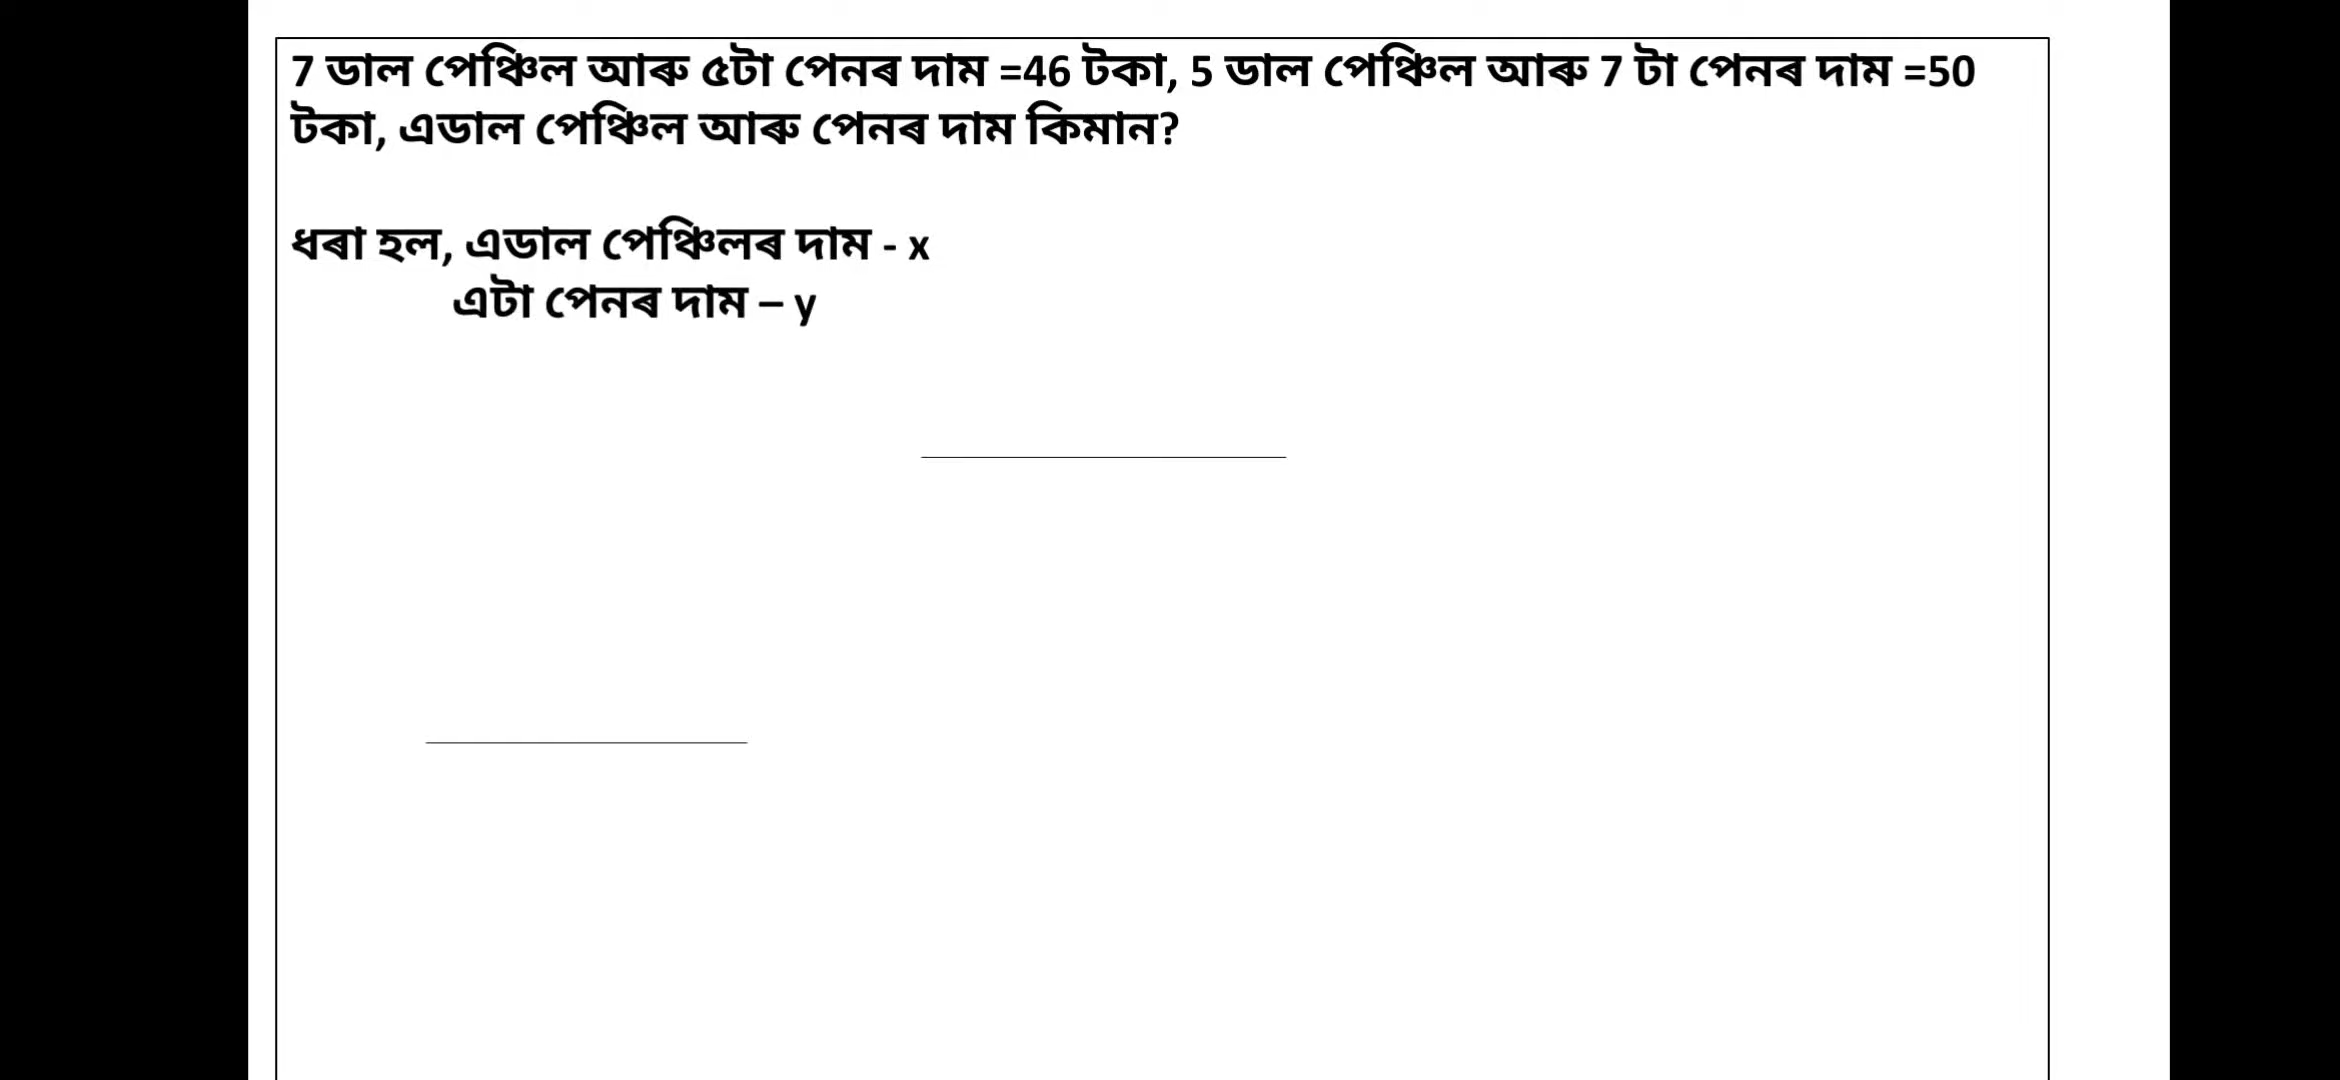 7 ডাল পেঞ্চিল আৰু ৫টা পেনৰ দাম =46 টকা, 5 ডাল পেঞ্চিল আৰু 7 টা পেনৰ দাম =50
টকা, এডাল পেঞ্চিল আৰু পেনৰ দাম কিমান?
ধৰা হল, এডাল পেঞ্চিলৰ দাম - x
এটা পেনৰ দাম – y